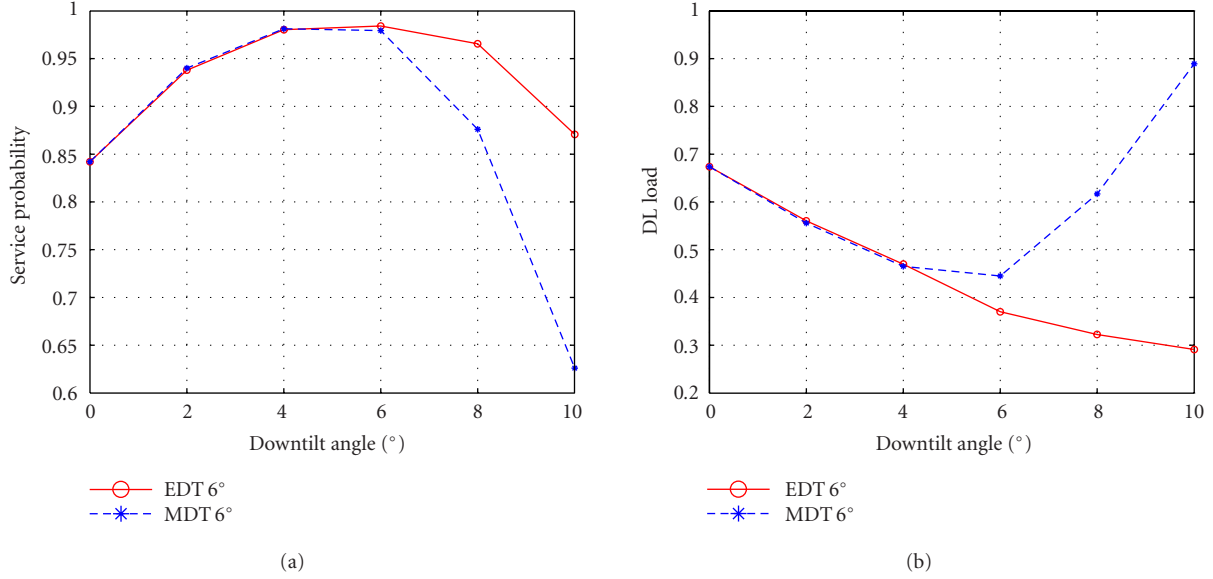 1
0.95
0.9
0.85
0.8
0.75
0.7
0.65
0.6
Service probability
0 2 4 6 8 10
Downtilt angle (°)
EDT 6°
MDT 6°
(a)
1
0.9
0.8
0.7
0.6
0.5
0.4
0.3
0.2
DL load
0 2 4 6 8 10
Downtilt angle (°)
EDT 6°
MDT 6°
(b)